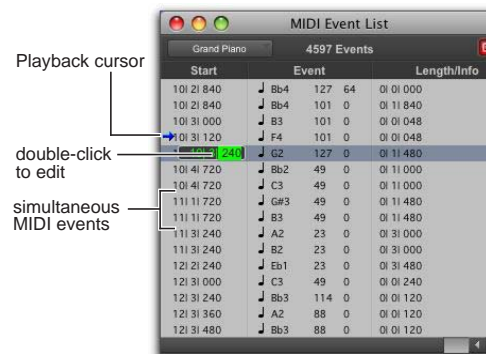 MIDI Event List
Grand Piano 4597 Events
Start Event Length/Info
10| 2| 840 Bb4 127 64 0| 0| 000
10| 2| 840 Bb4 101 0 0| 1| 840
10| 3| 000 B3 101 0 0| 0| 048
10| 3| 120 F4 101 0 0| 0| 048
10| 3| 240 G2 127 0 0| 1| 480
10| 4| 720 Bb2 49 0 0| 1| 000
10| 4| 720 C3 49 0 0| 1| 000
11| 1| 720 G#3 49 0 0| 1| 480
11| 1| 720 B3 49 0 0| 1| 480
11| 3| 240 A2 23 0 0| 3| 000
11| 3| 240 B2 23 0 0| 3| 000
12| 2| 240 Eb1 23 0 0| 3| 480
12| 3| 000 C3 49 0 0| 0| 240
12| 3| 240 Bb3 114 0 0| 0| 120
12| 3| 360 A2 88 0 0| 0| 120
12| 3| 480 Bb3 88 0 0| 0| 120
Playback cursor
double-click
to edit
simultaneous
MIDI events